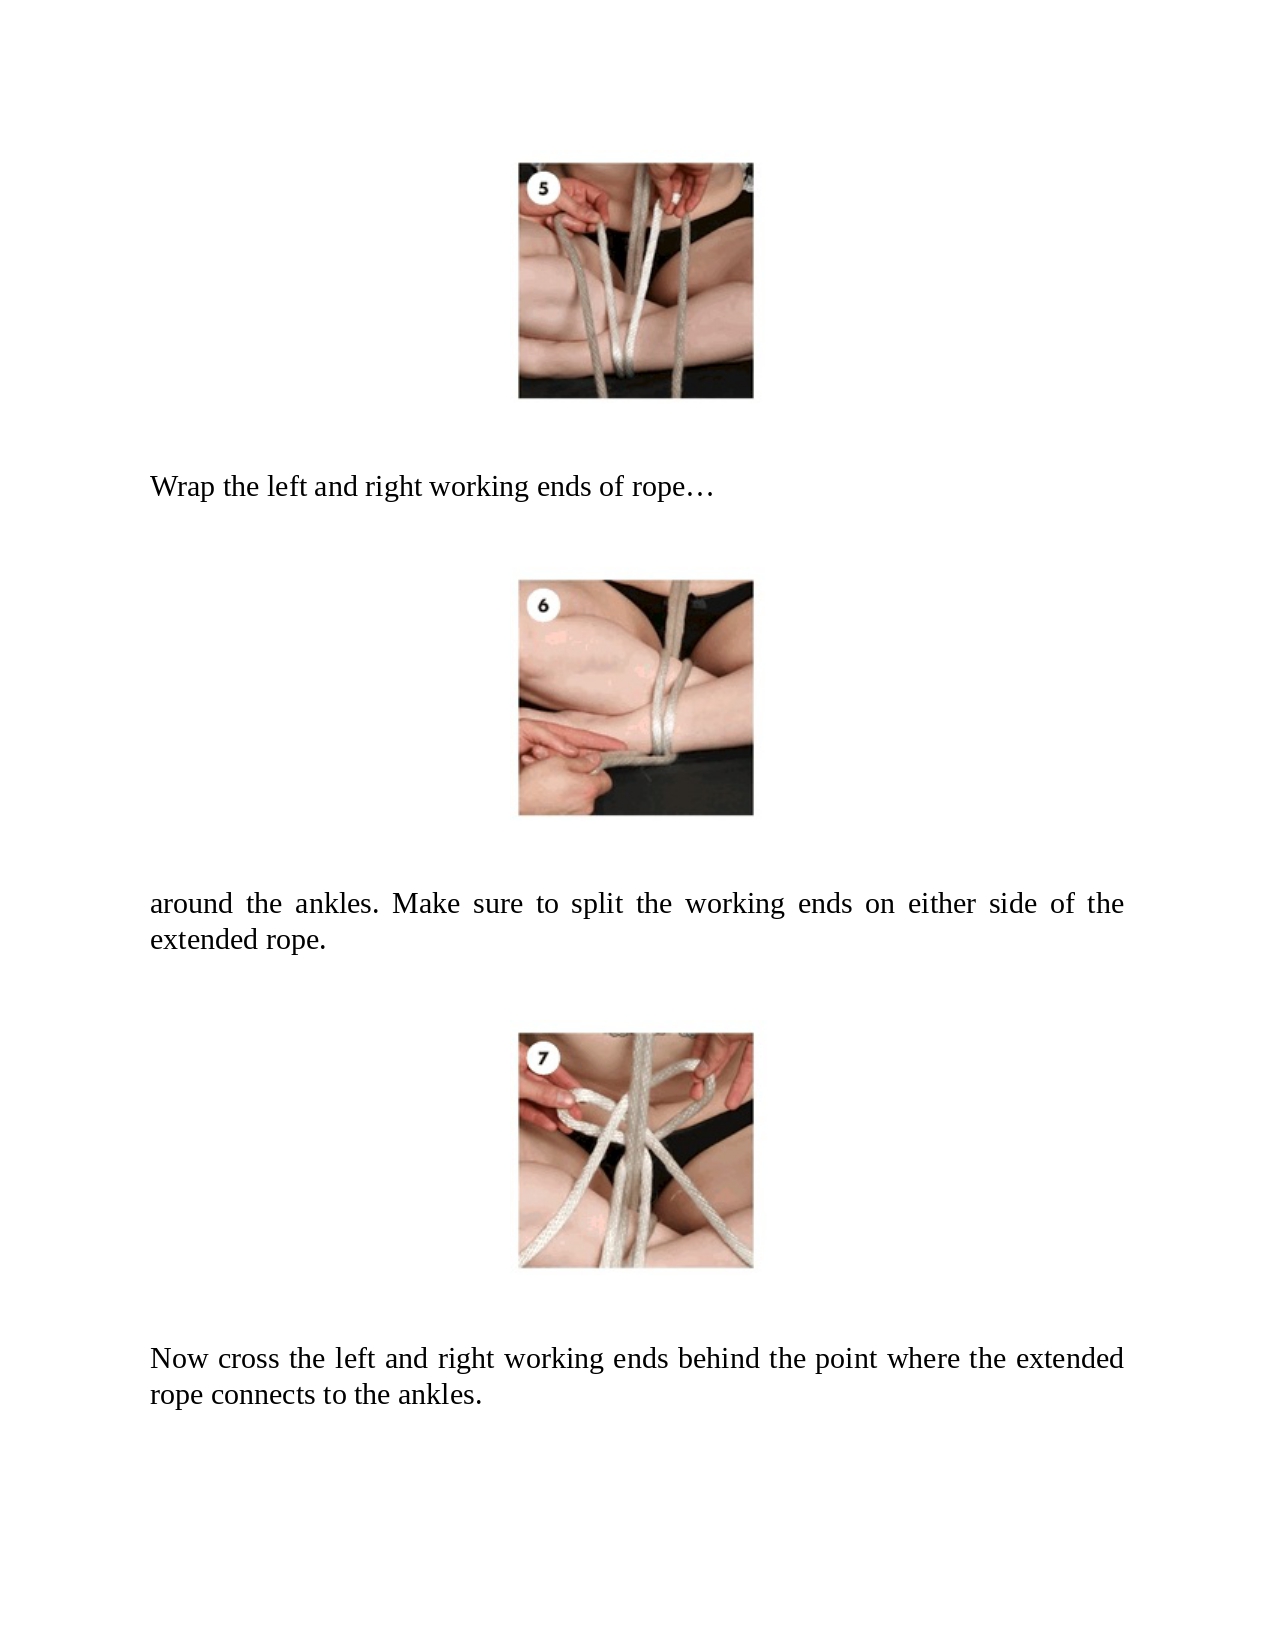 5
Wrap the left and right working ends of rope…
6
around the ankles. Make sure to split the working ends on either side of the
extended rope.
7
Now cross the left and right working ends behind the point where the extended
rope connects to the ankles.